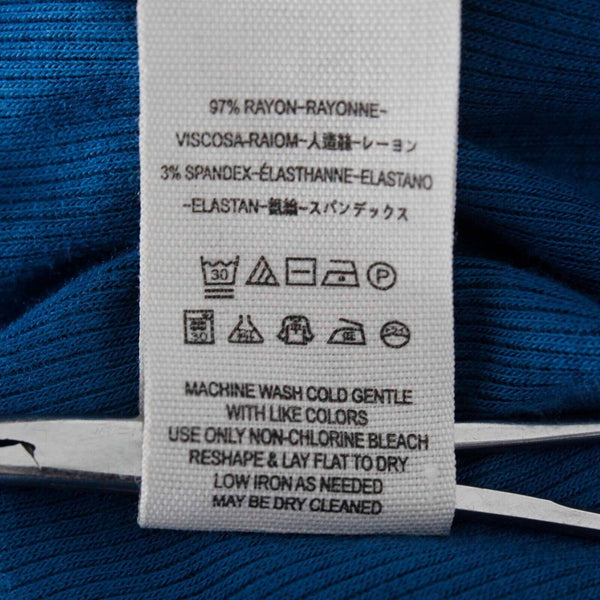 97% RAYON-RAYONNE-
VISCOSA-RAIOM-人造絲-レーヨン
3% SPANDEX-ÉLASTHANNE-ELASTANO
-ELASTAN-氨綸-スパンデックス
30 P
30
MACHINE WASH COLD GENTLE
WITH LIKE COLORS
USE ONLY NON-CHLORINE BLEACH
RESHAPE & LAY FLAT TO DRY
LOW IRON AS NEEDED
MAY BE DRY CLEANED